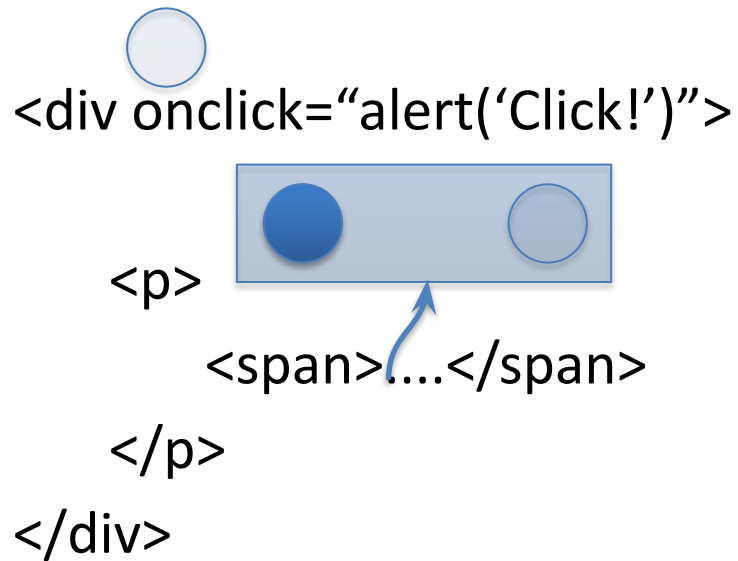 <div onclick=“alert(‘Click!’)”>
<p>
<span>....</span>
</p>
</div>